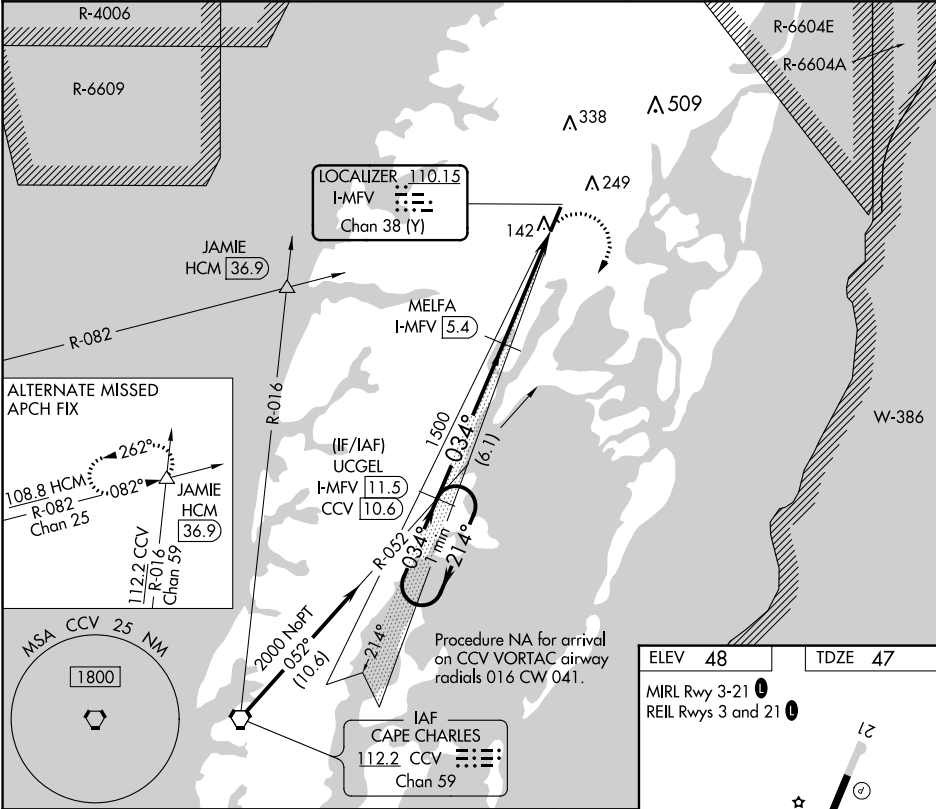 R-4006
R-6609
R-6604E
R-6604A
509
338
249
142
LOCALIZER 110.15
I-MFV
Chan 38 (Y)
JAMIE
HCM 36.9
R-082
R-016
MELFA
I-MFV 5.4
1500
034°
(6.1)
W-386
ALTERNATE MISSED
APCH FIX
262°
082°
108.8 HCM
R-082
Chan 25
JAMIE
HCM
36.9
112.2 CCV
R-016
Chan 59
(IF/IAF)
UCGEL
I-MFV 11.5
CCV 10.6
R-052
034°
1 min
214°
2000 NoPT
052°
(10.6)
214°
Procedure NA for arrival
on CCV VORTAC airway
radials 016 CW 041.
MSA CCV 25 NM
1800
IAF
CAPE CHARLES
112.2 CCV
Chan 59
ELEV 48
TDZE 47
MIRL Rwy 3-21 L
REIL Rwys 3 and 21 L
21
P